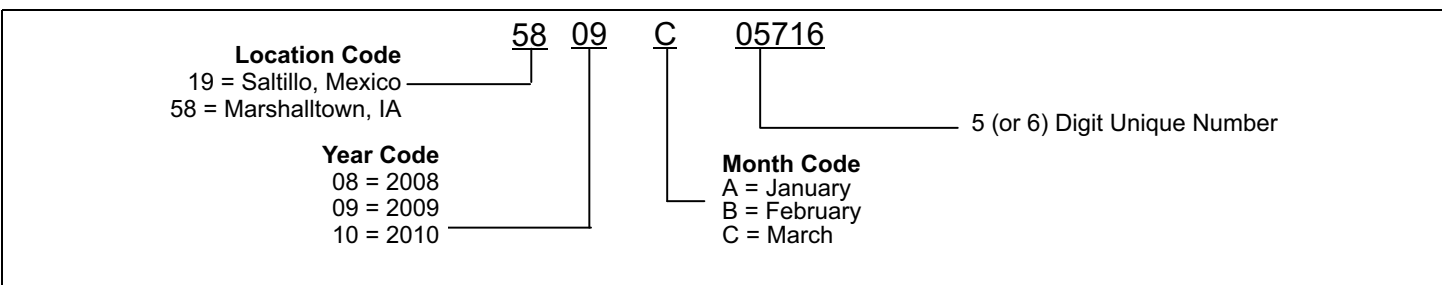 58 09 C 05716
Location Code
19 = Saltillo, Mexico
58 = Marshalltown, IA
5 (or 6) Digit Unique Number
Year Code
08 = 2008
09 = 2009
10 = 2010
Month Code
A = January
B = February
C = March